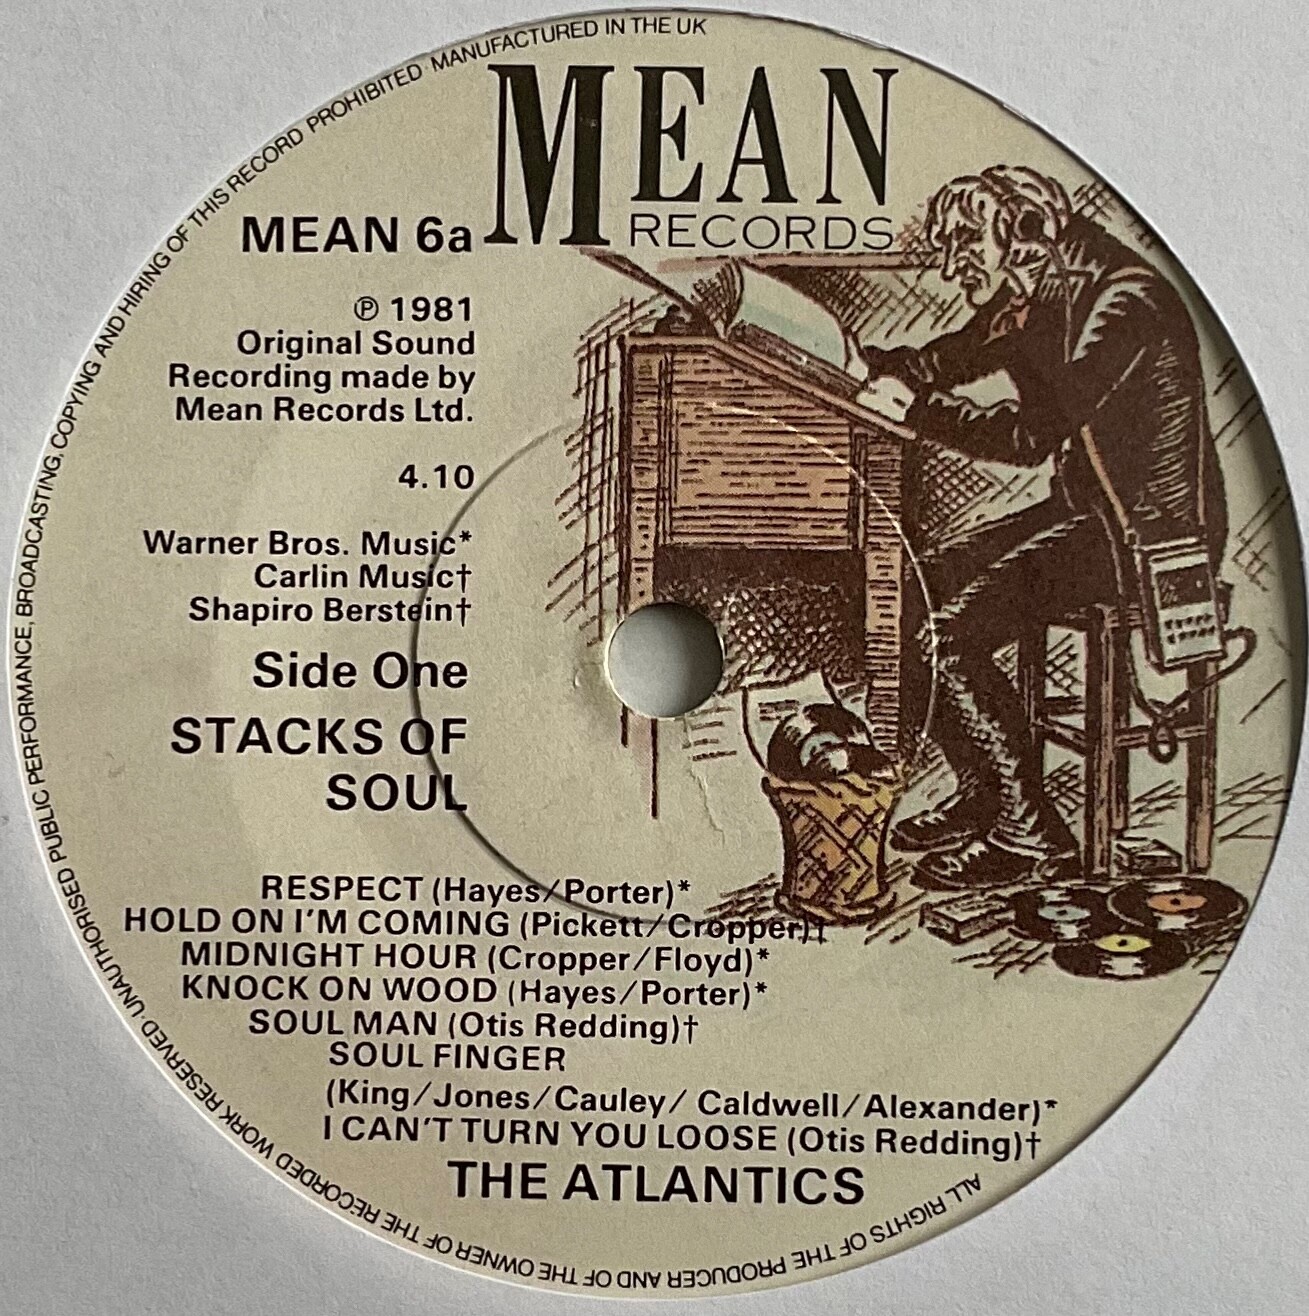 MEAN
RECORDS
MEAN 6a
℗ 1981
Original Sound
Recording made by
Mean Records Ltd.
4.10
Warner Bros. Music*
Carlin Music†
Shapiro Berstein†
Side One
STACKS OF
SOUL
RESPECT (Hayes/Porter)*
HOLD ON I'M COMING (Pickett/Cropper)†
MIDNIGHT HOUR (Cropper/Floyd)*
KNOCK ON WOOD (Hayes/Porter)*
SOUL MAN (Otis Redding)†
SOUL FINGER
(King/Jones/Cauley/ Caldwell/Alexander)*
I CAN'T TURN YOU LOOSE (Otis Redding)†
THE ATLANTICS
ALL RIGHTS OF THE PRODUCER AND OF THE OWNER OF THE RECORDED WORK RESERVED · UNAUTHORISED PUBLIC PERFORMANCE, BROADCASTING, COPYING AND HIRING OF THIS RECORD PROHIBITED · MANUFACTURED IN THE UK